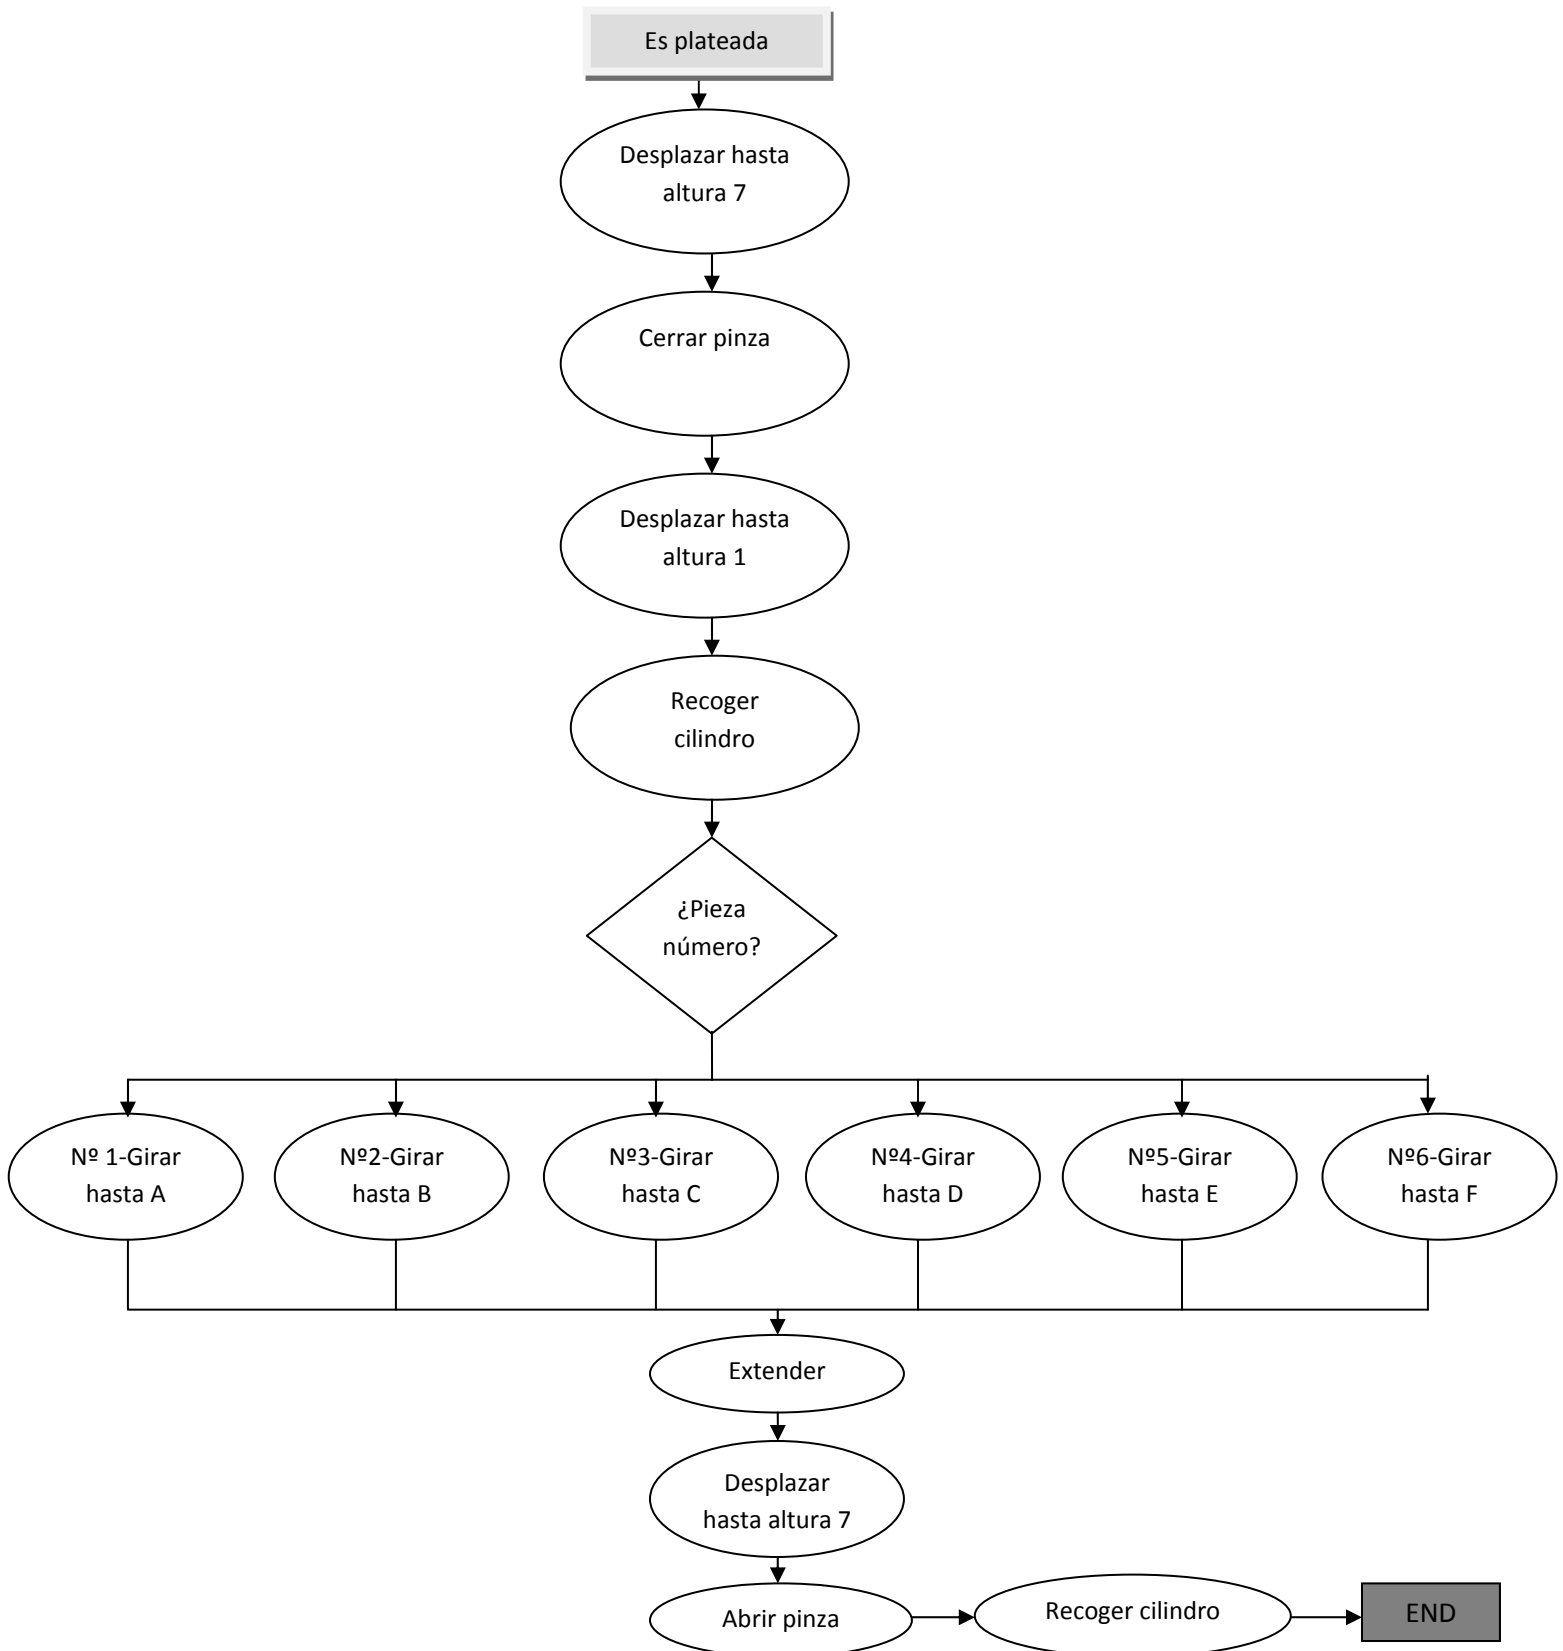 Es plateada
Desplazar hasta
altura 7
Cerrar pinza
Desplazar hasta
altura 1
Recoger
cilindro
¿Pieza
número?
Nº 1-Girar
hasta A
Nº2-Girar
hasta B
Nº3-Girar
hasta C
Nº4-Girar
hasta D
Nº5-Girar
hasta E
Nº6-Girar
hasta F
Extender
Desplazar
hasta altura 7
Abrir pinza
Recoger cilindro
END